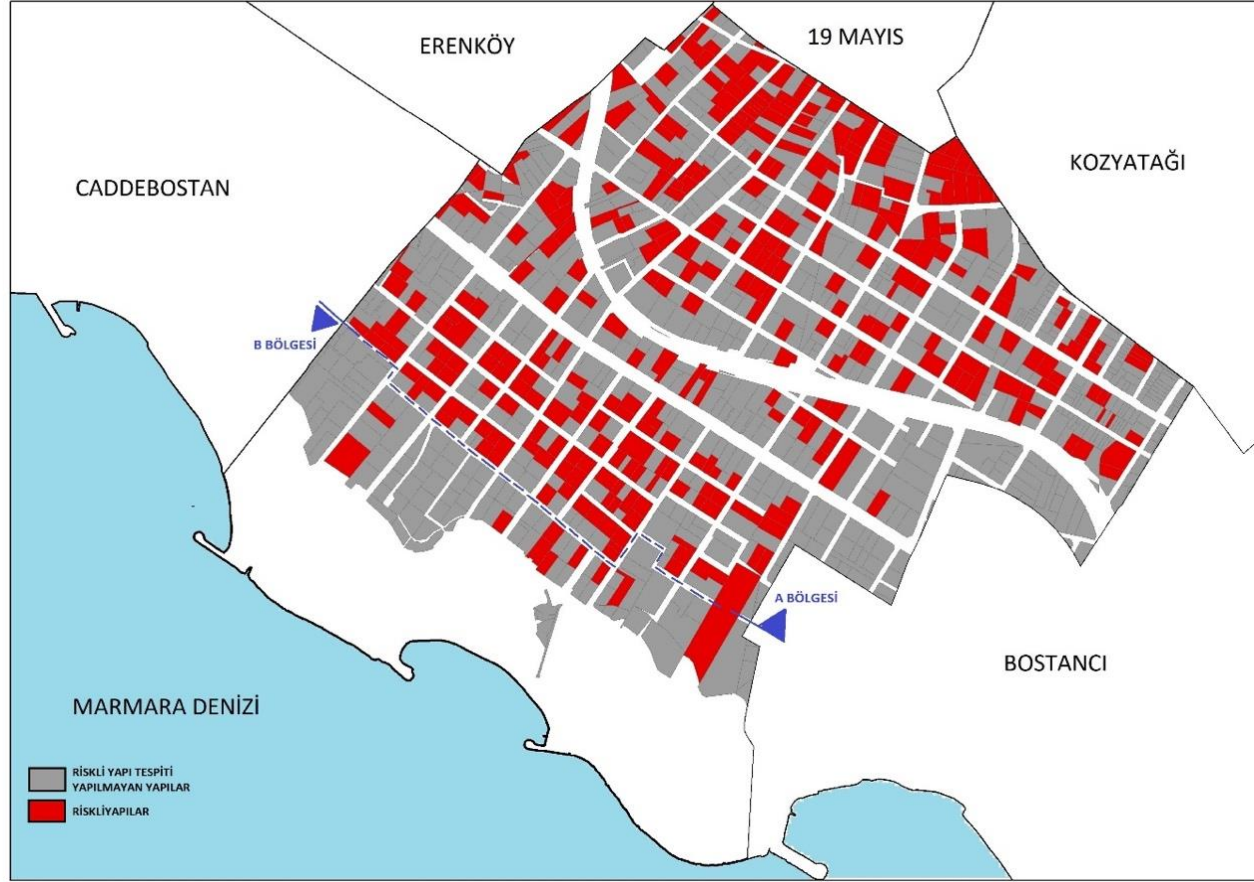 ERENKÖY
19 MAYIS
KOZYATAĞI
CADDEBOSTAN
B BÖLGESİ
A BÖLGESİ
BOSTANCI
MARMARA DENİZİ
RİSKLİ YAPI TESPİTİ
YAPILMAYAN YAPILAR
RİSKLİYAPILAR